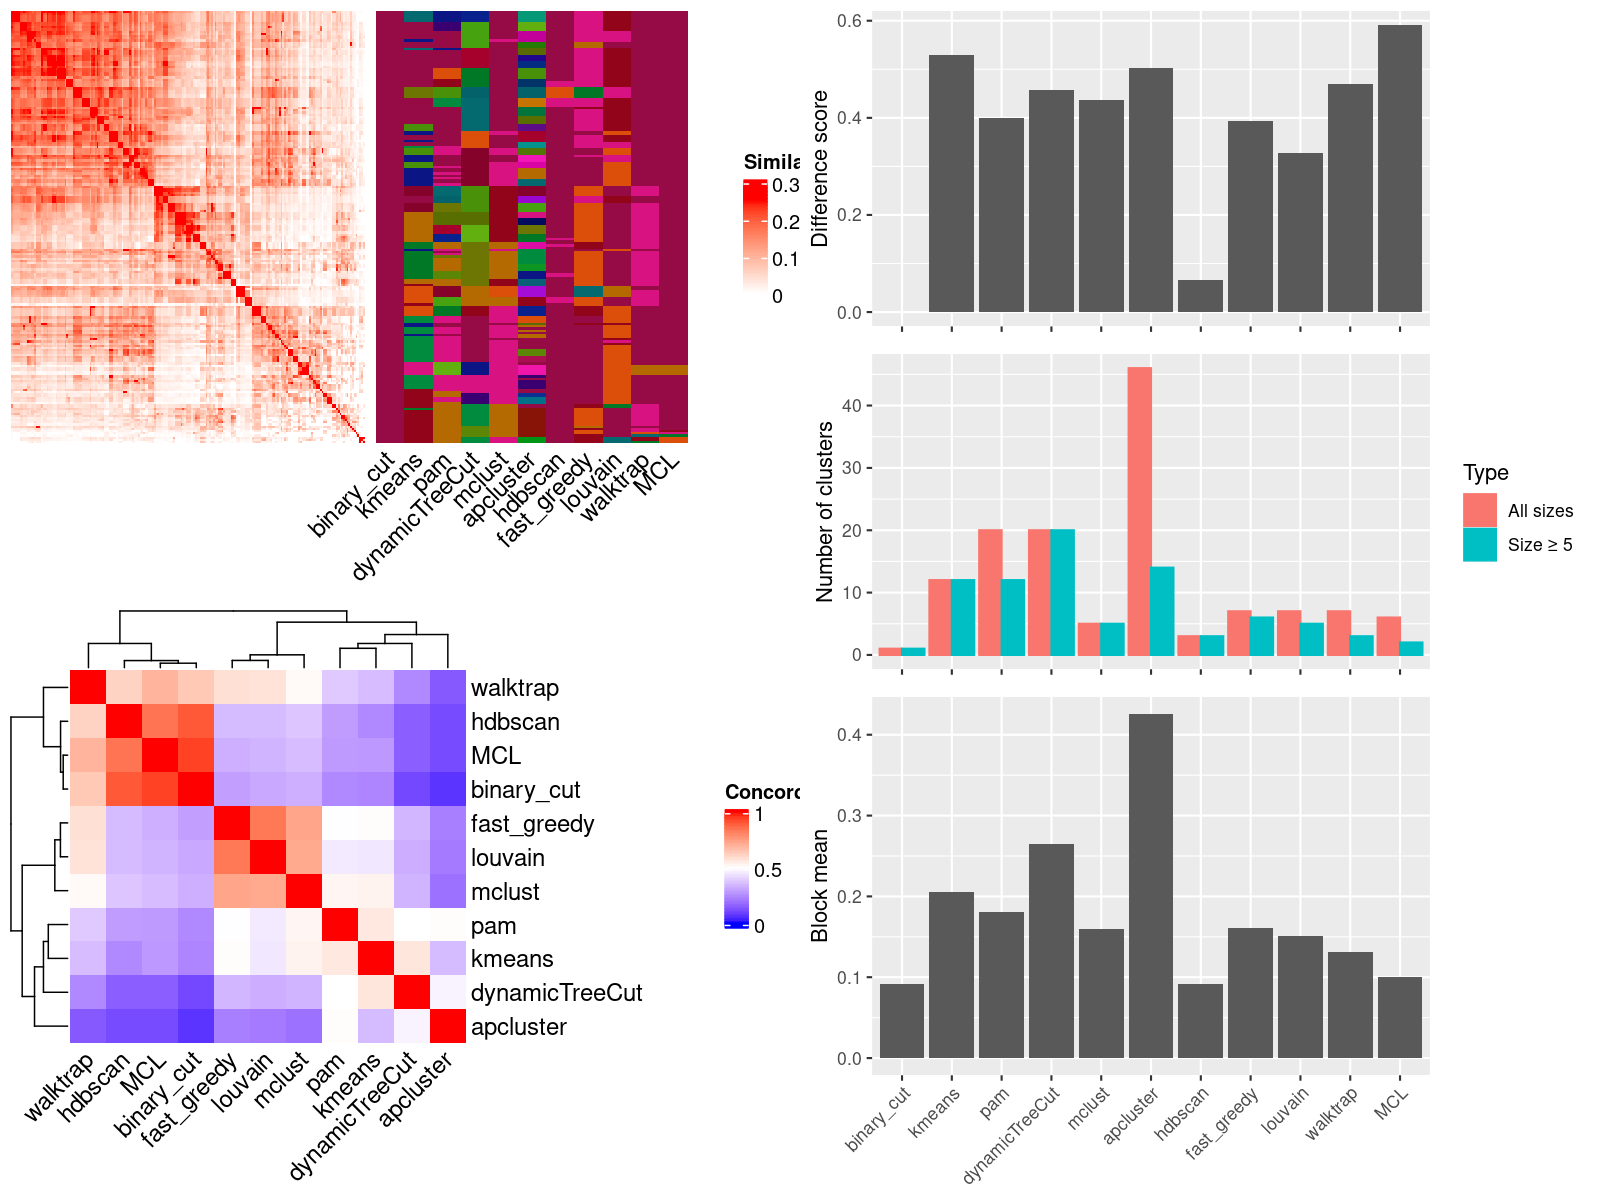 Simila
0.3
0.2
0.1
0
binary_cut
kmeans
pam
dynamicTreeCut
mclust
apcluster
hdbscan
fast_greedy
louvain
walktrap
MCL
walktrap
hdbscan
MCL
binary_cut
fast_greedy
louvain
mclust
pam
kmeans
dynamicTreeCut
apcluster
walktrap
hdbscan
MCL
binary_cut
fast_greedy
louvain
mclust
pam
kmeans
dynamicTreeCut
apcluster
Concord
1
0.5
0
Difference score
0.6
0.4
0.2
0.0
Number of clusters
40
30
20
10
0
Type
All sizes
Size ≥ 5
Block mean
0.4
0.3
0.2
0.1
0.0
binary_cut
kmeans
pam
dynamicTreeCut
mclust
apcluster
hdbscan
fast_greedy
louvain
walktrap
MCL